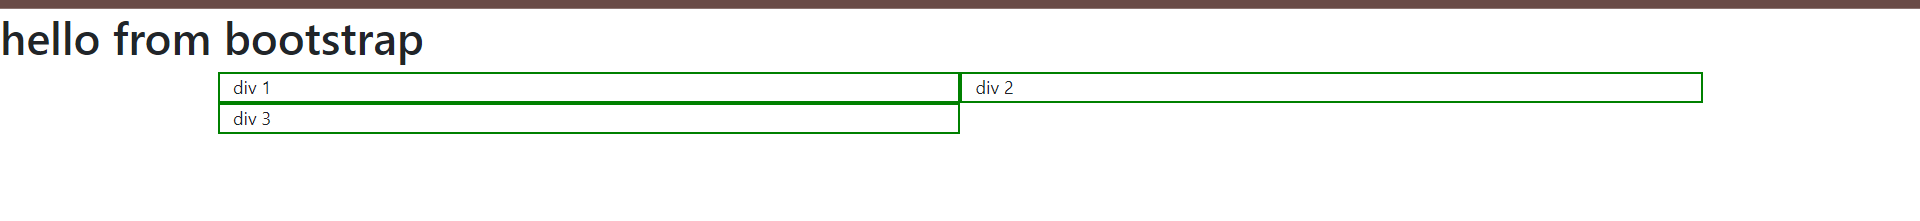 hello from bootstrap
div 1 div 2
div 3